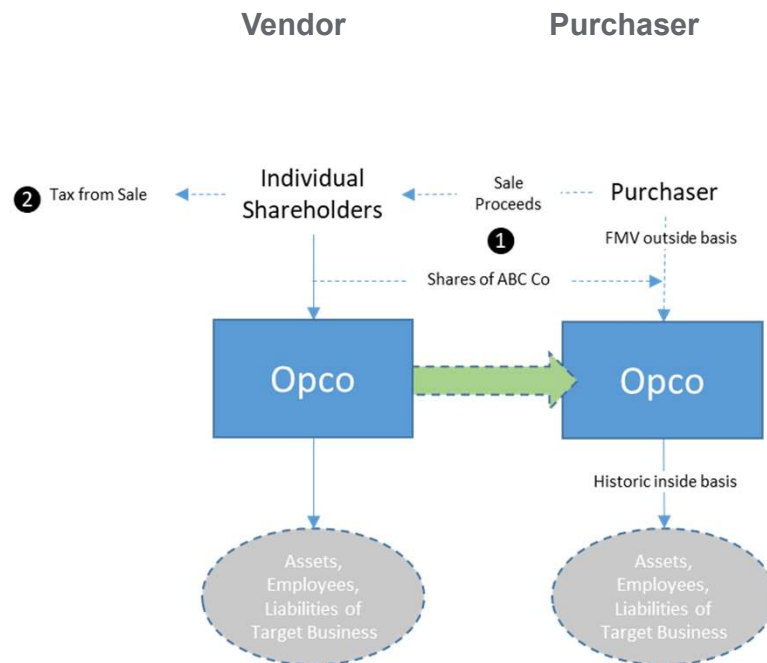 Vendor
Purchaser
2 Tax from Sale
Individual
Shareholders
Sale
Proceeds
Purchaser
1
FMV outside basis
Shares of ABC Co
Opco
Opco
Historic inside basis
Assets,
Employees,
Liabilities of
Target Business
Assets,
Employees,
Liabilities of
Target Business